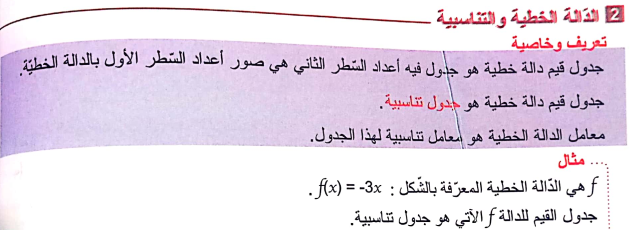 2 الدّالة الخطية والتناسبية
تعريف وخاصية
جدول قيم دالة خطية هو جدول فيه أعداد السّطر الثاني هي صور أعداد السّطر الأول بالدالة الخطيّة.
جدول قيم دالة خطية هو جدول تناسبية.
معامل الدالة الخطية هو معامل تناسبية لهذا الجدول.
مثال
f هي الدّالة الخطية المعرّفة بالشّكل : f(x) = -3x .
جدول القيم للدالة f الآتي هو جدول تناسبية.